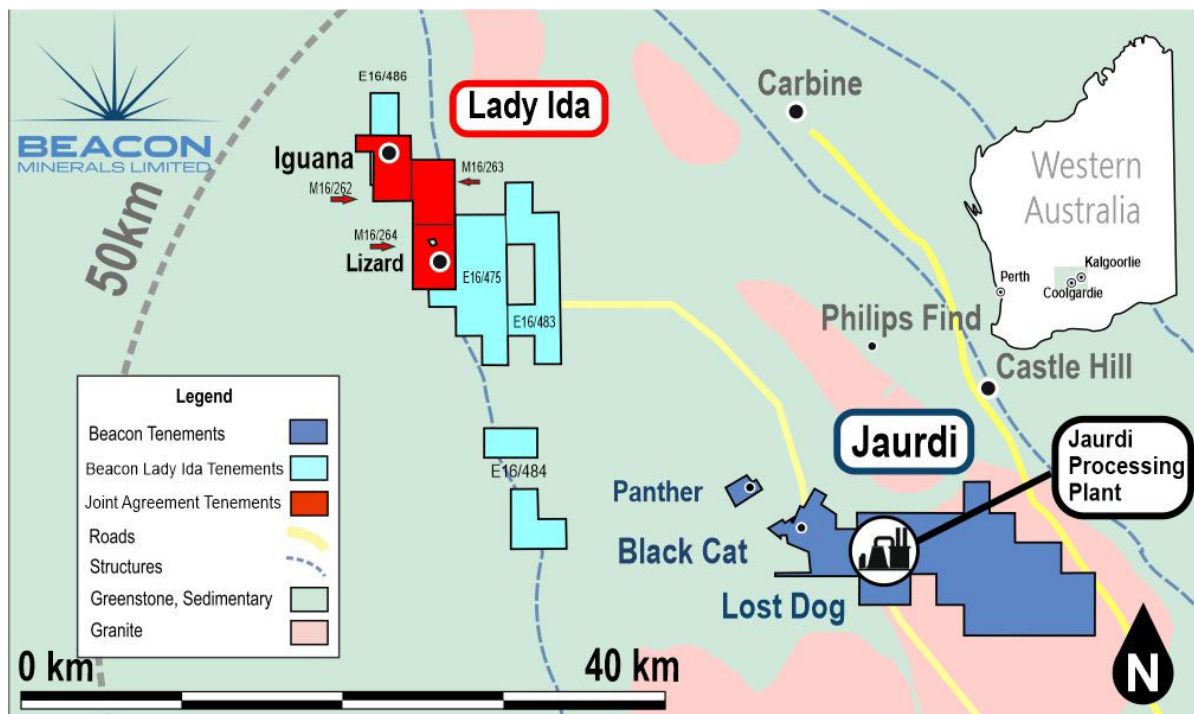 BEACON
MINERALS LIMITED
50km
E16/486
Lady Ida
Iguana
M16/262
M16/263
M16/264
Lizard
E16/475
E16/483
E16/484
Carbine
Philips Find
Castle Hill
Western
Australia
Perth
Kalgoorlie
Coolgardie
Jaurdi
Jaurdi
Processing
Plant
Panther
Black Cat
Lost Dog
Legend
Beacon Tenements
Beacon Lady Ida Tenements
Joint Agreement Tenements
Roads
Structures
Greenstone, Sedimentary
Granite
0 km
40 km
N